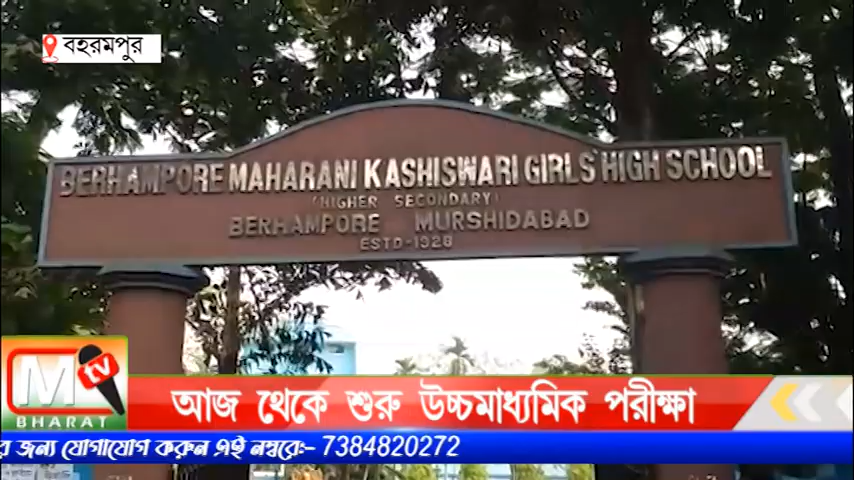 বহরমপুর
BERHAMPORE MAHARANI KASHISWARI GIRLS HIGH SCHOOL
(HIGHER SECONDARY)
BERHAMPORE MURSHIDABAD
ESTD-1928
M tv
BHARAT
আজ থেকে শুরু উচ্চমাধ্যমিক পরীক্ষা
র জন্য যোগাযোগ করুন এই নম্বরে:- 7384820272